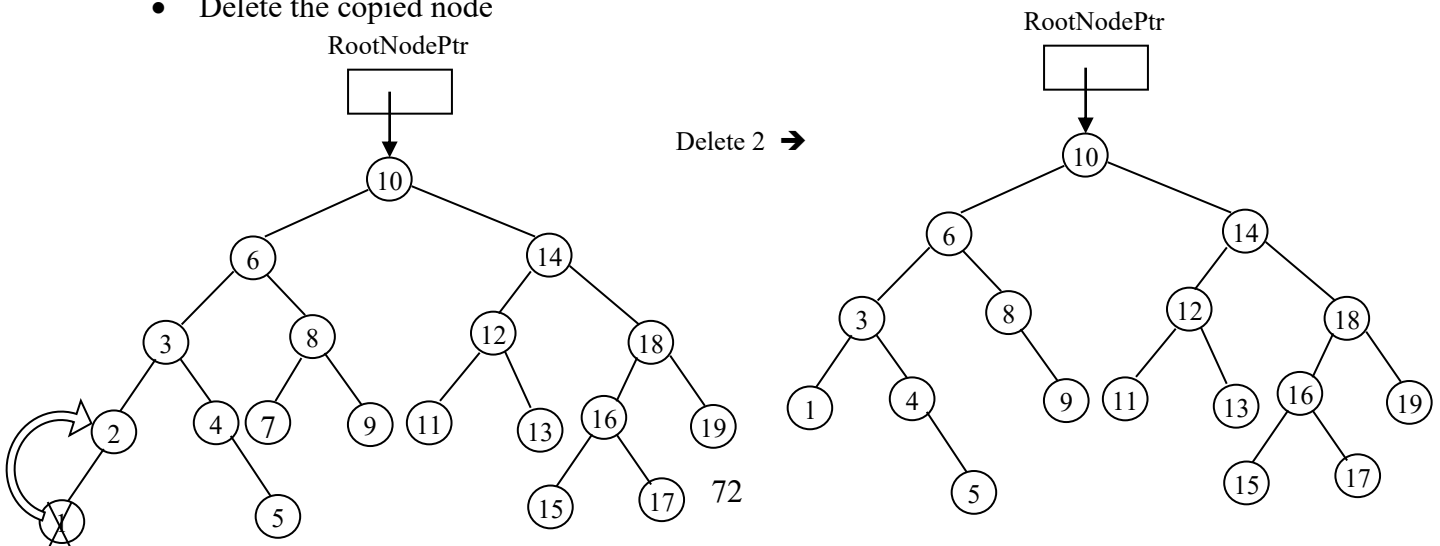 • Delete the copied node
RootNodePtr
RootNodePtr
Delete 2 ➔
10
6 14
3 8 12 18
2 4 7 9 11 13 16 19
1 5 15 17
72
10
6 14
3 8 12 18
1 4 9 11 13 16 19
5 15 17